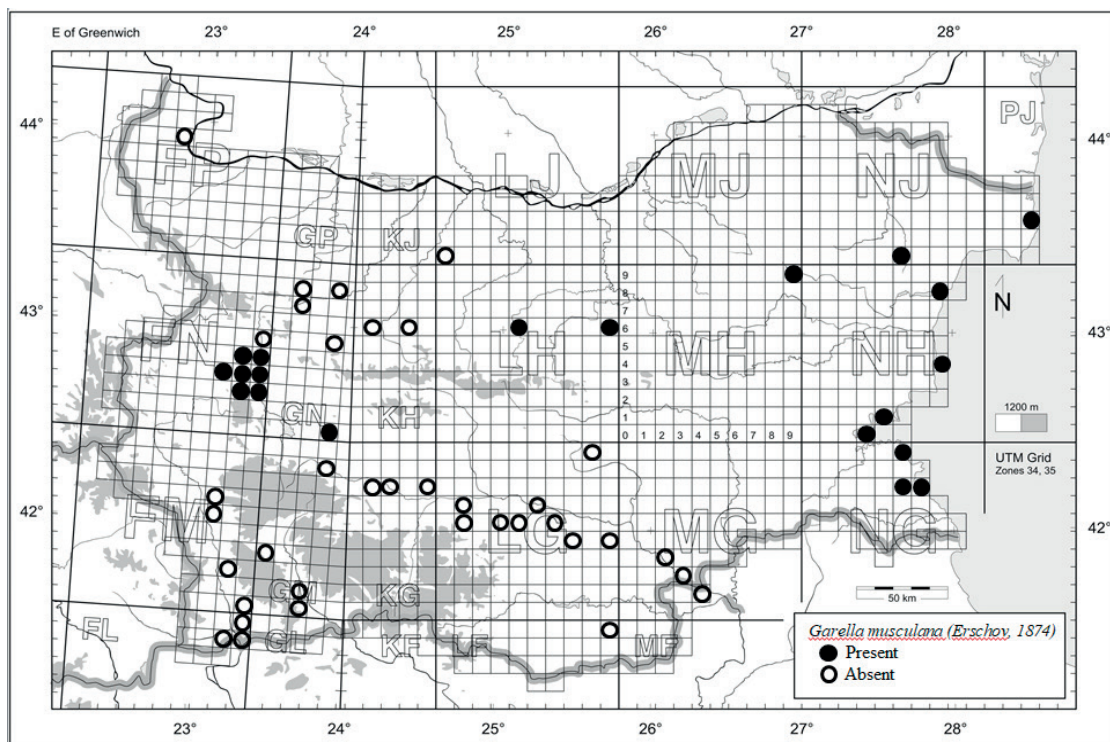 E of Greenwich
23° 24° 25° 26° 27° 28°
44° 44°
PJ
FP LJ MJ NJ
GP KJ
43° 43°
9
8
7
6
5
4
3
2
1
0 1 2 3 4 5 6 7 8 9
N
FN LH MH NH
GN KH
1200 m
UTM Grid
Zones 34, 35
42° 42°
FM LG MG NG
GM KG
50 km
FL GL KF LF MF
Garella musculana (Erschov, 1874)
Present
Absent
23° 24° 25° 26° 27° 28°